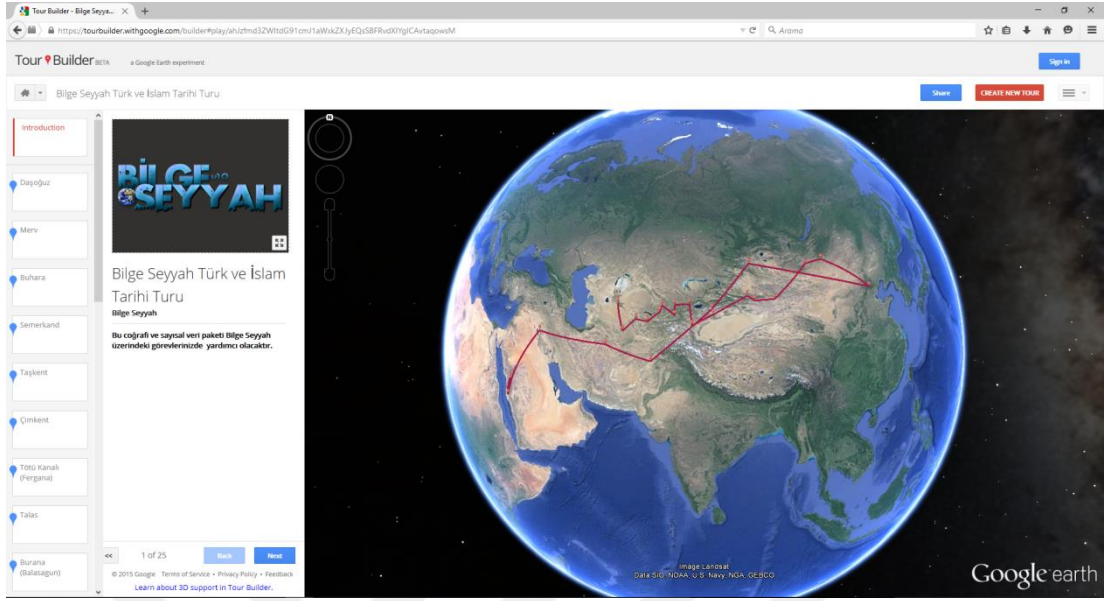 Tour Builder - Bilge Seyya...
https://tourbuilder.withgoogle.com/builder#play/
Arama
Tour Builder BETA
a Google Earth experiment
Sign in
Bilge Seyyah Türk ve İslam Tarihi Turu
Share
CREATE NEW TOUR
Introduction
Daşoğuz
Merv
Buhara
Semerkand
Taşkent
Çimkent
Tötü Kanalı
(Fergana)
Talas
Burana
(Balasagun)
BİLGE
SEYYAH
Bilge Seyyah Türk ve İslam
Tarihi Turu
Bilge Seyyah
Bu coğrafi ve sayısal veri paketi Bilge Seyyah
üzerindeki görevlerinizde yardımcı olacaktır.
<< 1 of 25 Back Next
© 2015 Google Terms of Service • Privacy Policy • Feedback
Learn about 3D support in Tour Builder.
N
Image Landsat
Data SIO, NOAA, U.S. Navy, NGA, GEBCO
Google earth